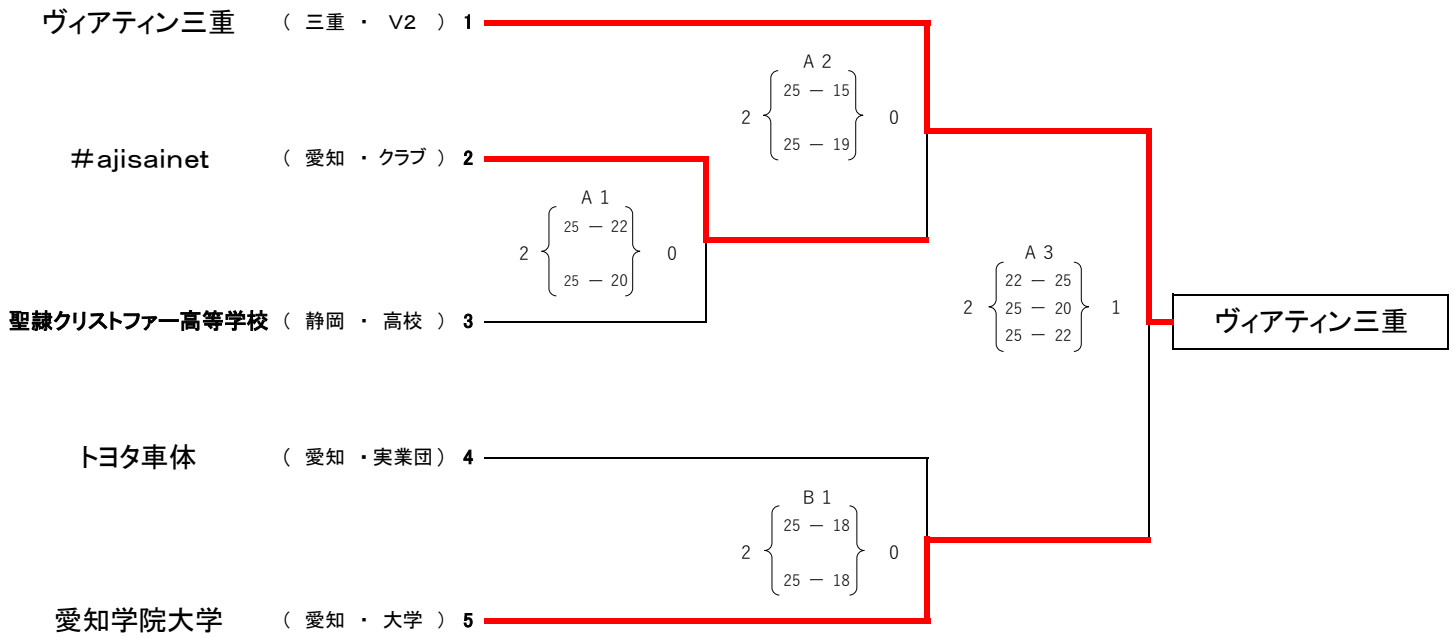 ヴィアティン三重 ( 三重 ・ V2 ) 1
A 2
25 － 15
2 0
25 － 19
#ajisainet ( 愛知 ・ クラブ ) 2
A 1
25 － 22
2 0
25 － 20
A 3
22 － 25
2 25 － 20 1
25 － 22
聖隷クリストファー高等学校 ( 静岡 ・ 高校 ) 3
ヴィアティン三重
トヨタ車体 ( 愛知 ・ 実業団 ) 4
B 1
25 － 18
2 0
25 － 18
愛知学院大学 ( 愛知 ・ 大学 ) 5